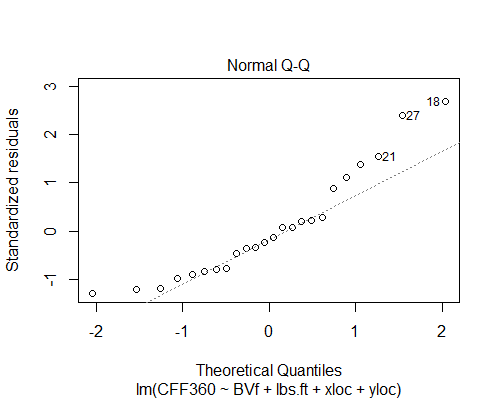 Normal Q-Q
Standardized residuals
3
2
1
0
-1
18
27
21
-2 -1 0 1 2
Theoretical Quantiles
lm(CFF360 ~ BVf + lbs.ft + xloc + yloc)